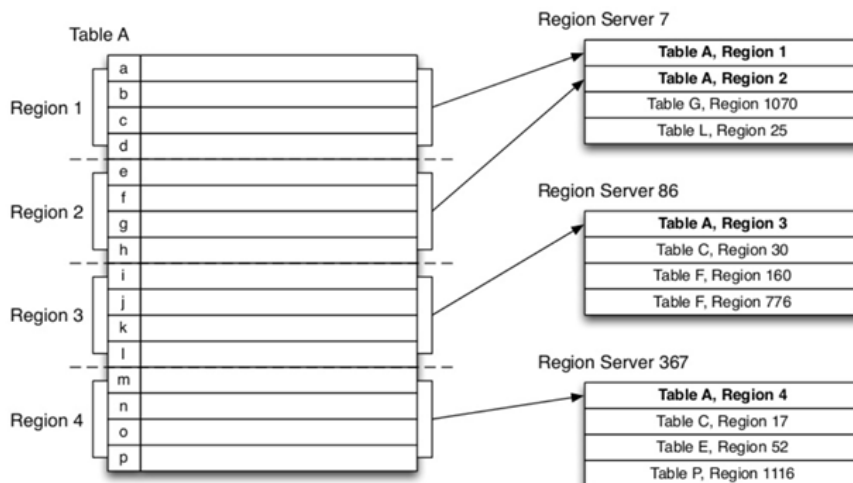 Table A
Region 1
a
b
c
d
Region 2
e
f
g
h
Region 3
i
j
k
l
Region 4
m
n
o
p
Region Server 7
Table A, Region 1
Table A, Region 2
Table G, Region 1070
Table L, Region 25
Region Server 86
Table A, Region 3
Table C, Region 30
Table F, Region 160
Table F, Region 776
Region Server 367
Table A, Region 4
Table C, Region 17
Table E, Region 52
Table P, Region 1116